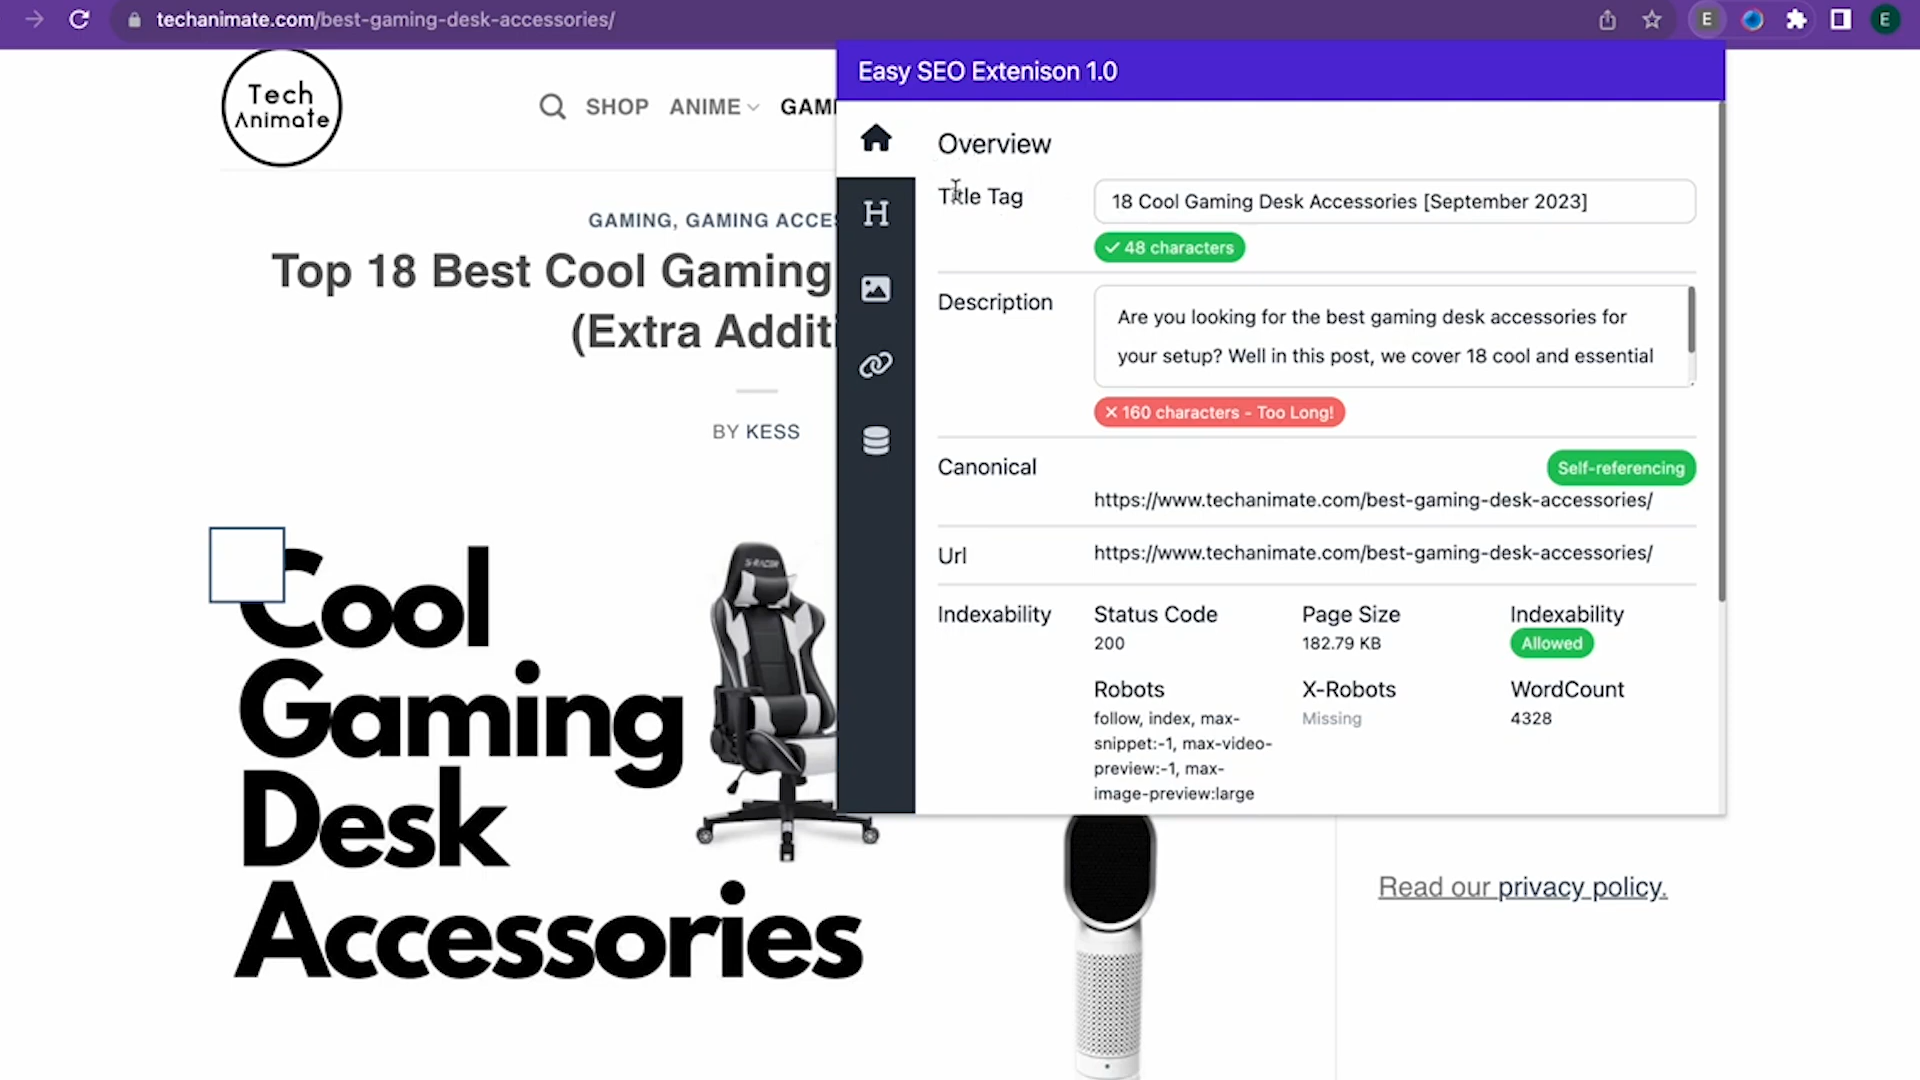 techanimate.com/best-gaming-desk-accessories/
E
E
Tech
Animate
SHOP
ANIME
GAMI
GAMING, GAMING ACCES
Top 18 Best Cool Gaming
(Extra Additi
BY KESS
Cool
Gaming
Desk
Accessories
S-RACER
Easy SEO Extenison 1.0
H
Overview
Title Tag
18 Cool Gaming Desk Accessories [September 2023]
48 characters
Description
Are you looking for the best gaming desk accessories for
your setup? Well in this post, we cover 18 cool and essential
160 characters - Too Long!
Canonical
Self-referencing
https://www.techanimate.com/best-gaming-desk-accessories/
Url
https://www.techanimate.com/best-gaming-desk-accessories/
Indexability
Status Code
200
Page Size
182.79 KB
Indexability
Allowed
Robots
follow, index, max-
snippet:-1, max-video-
preview:-1, max-
image-preview:large
X-Robots
Missing
WordCount
4328
Read our privacy policy.